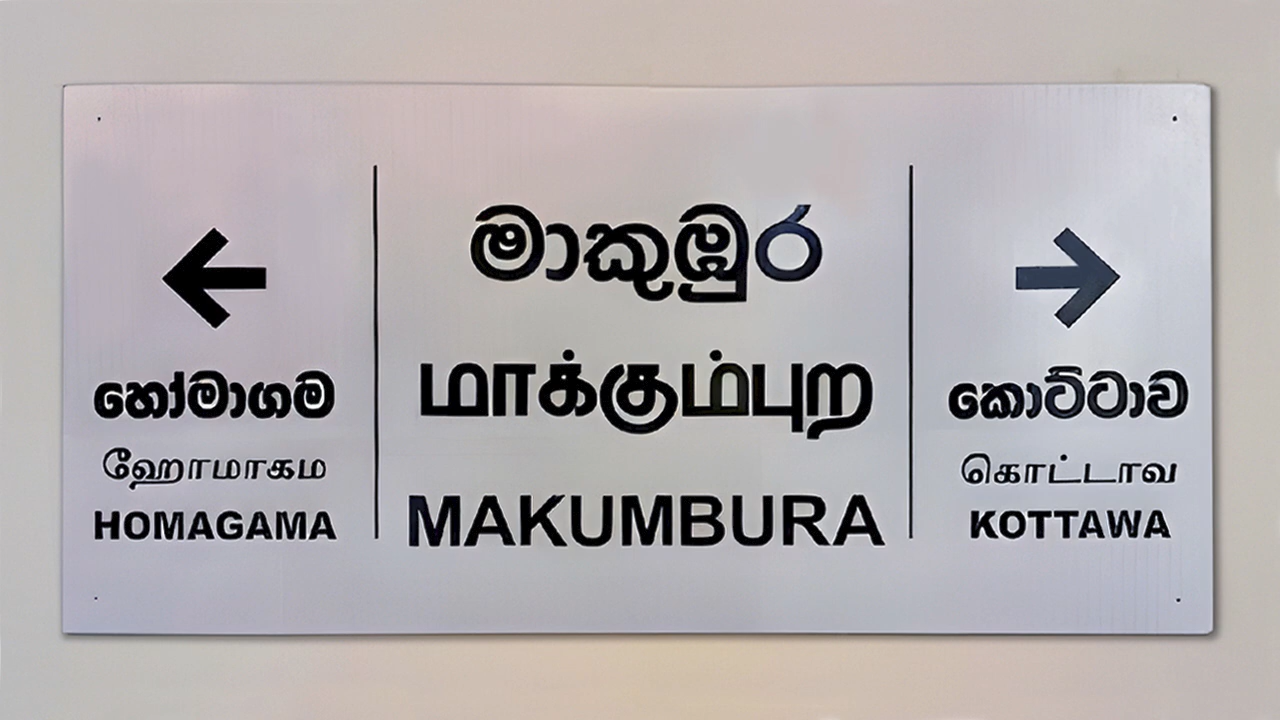 හෝමාගම
ஹோமாகம
HOMAGAMA
මාකුඹුර
மாக்கும்புற
MAKUMBURA
කොට්ටාව
கொட்டாவ
KOTTAWA